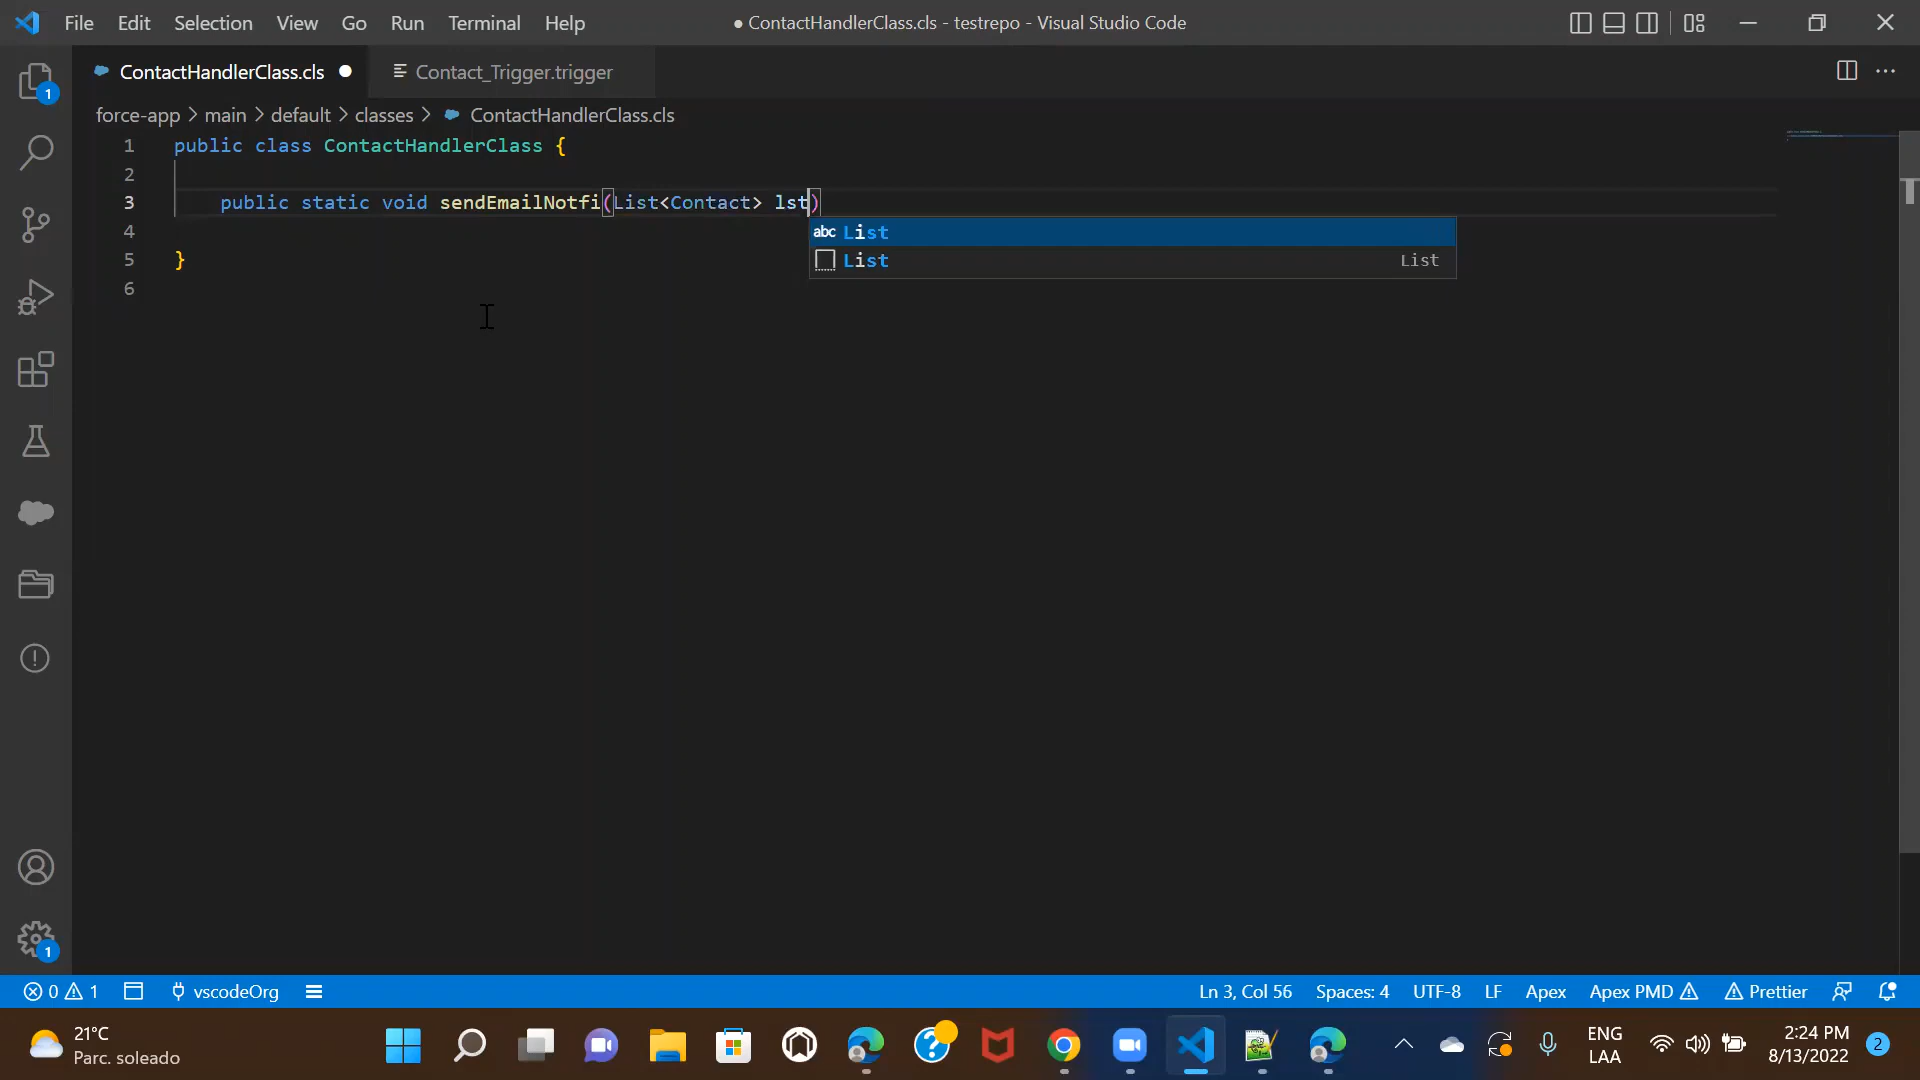 File Edit Selection View Go Run Terminal Help
● ContactHandlerClass.cls - testrepo - Visual Studio Code
ContactHandlerClass.cls ● Contact_Trigger.trigger
force-app > main > default > classes > ContactHandlerClass.cls
1 public class ContactHandlerClass {
2
3 public static void sendEmailNotfi(List<Contact> lst)
abc List
4
List List
5 }
6
1
1
0 1 vscodeOrg Ln 3, Col 56 Spaces: 4 UTF-8 LF Apex Apex PMD Prettier
21°C
Parc. soleado
ENG
LAA
2:24 PM
8/13/2022
2